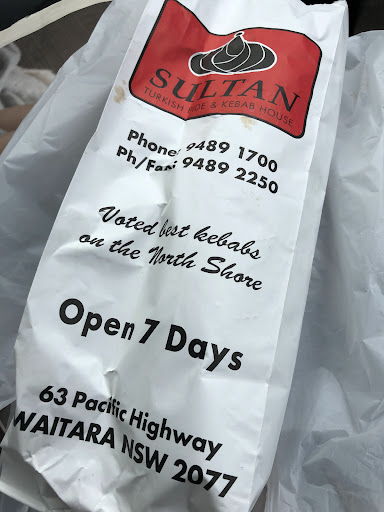 SULTAN
TURKISH PIDE & KEBAB HOUSE
Phone: 9489 1700
Ph/Fax: 9489 2250
Voted best kebabs
on the North Shore
Open 7 Days
63 Pacific Highway
WAITARA NSW 2077